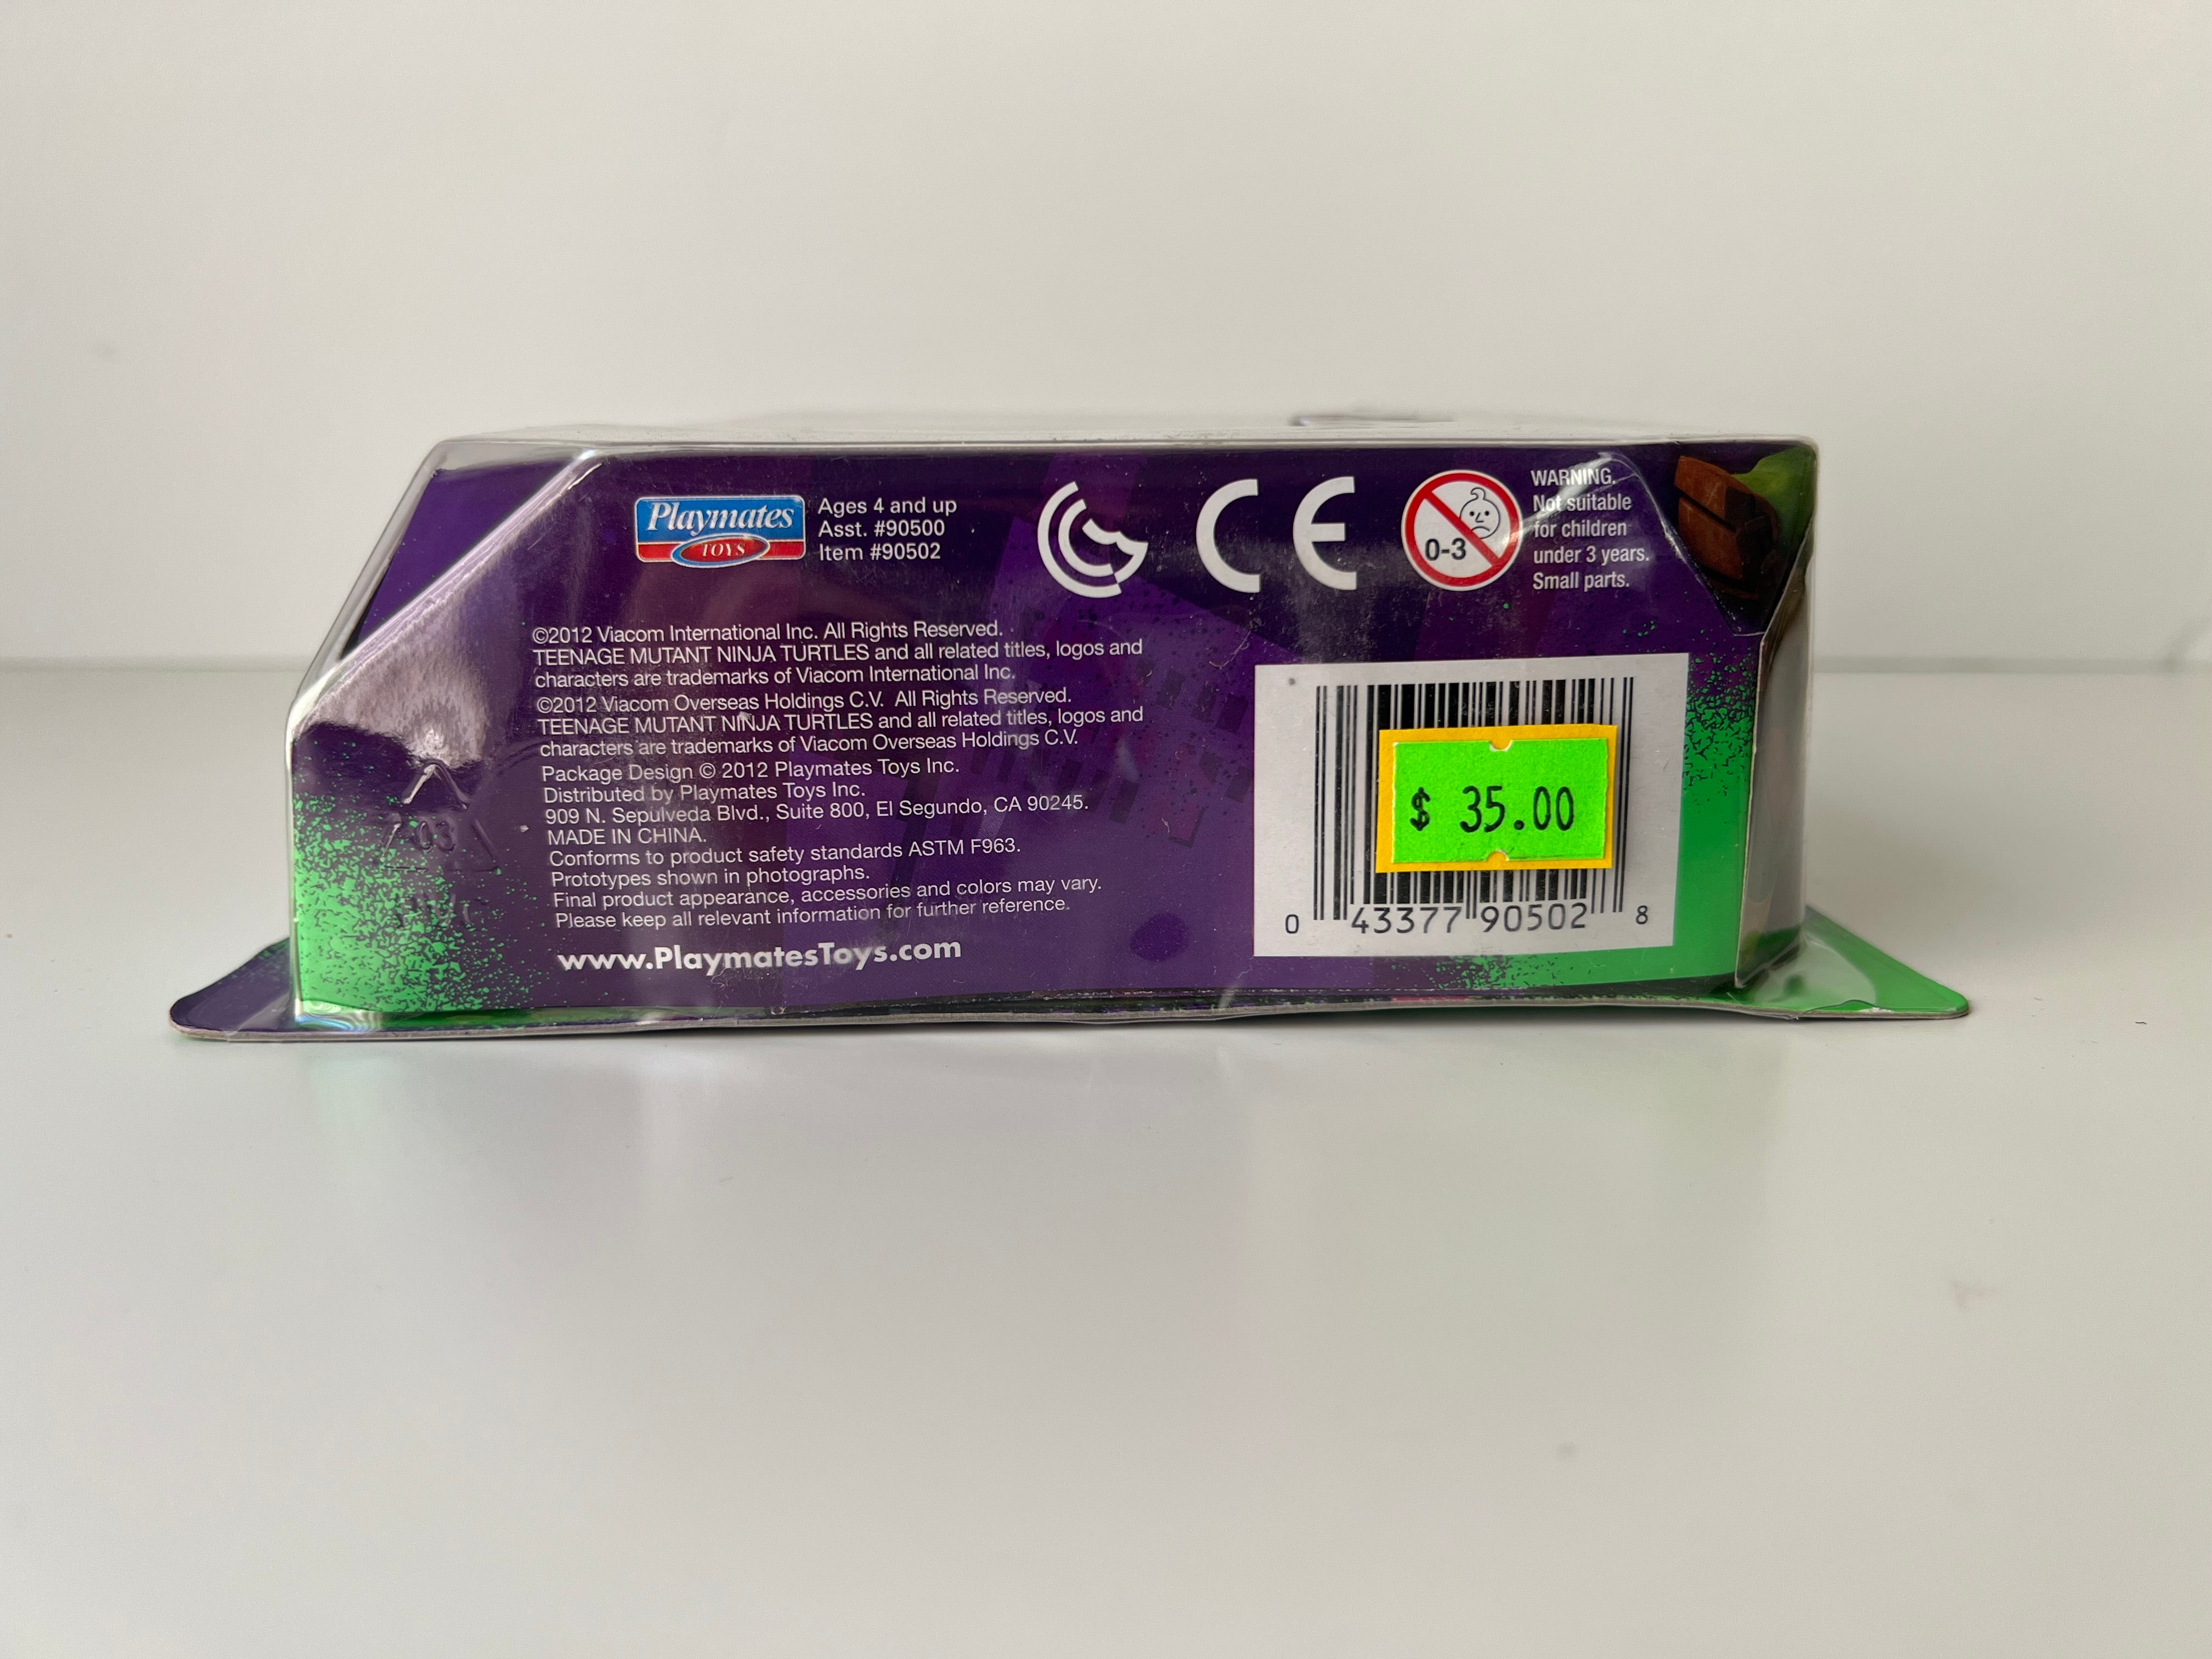 Playmates
TOYS
Ages 4 and up
Asst. #90500
Item #90502
CE
0-3
WARNING.
Not suitable
for children
under 3 years.
Small parts.
©2012 Viacom International Inc. All Rights Reserved.
TEENAGE MUTANT NINJA TURTLES and all related titles, logos and
characters are trademarks of Viacom International Inc.
©2012 Viacom Overseas Holdings C.V. All Rights Reserved.
TEENAGE MUTANT NINJA TURTLES and all related titles, logos and
characters are trademarks of Viacom Overseas Holdings C.V.
Package Design © 2012 Playmates Toys Inc.
Distributed by Playmates Toys Inc.
909 N. Sepulveda Blvd., Suite 800, El Segundo, CA 90245.
MADE IN CHINA.
Conforms to product safety standards ASTM F963.
Prototypes shown in photographs.
Final product appearance, accessories and colors may vary.
Please keep all relevant information for further reference.
www.PlaymatesToys.com
$ 35.00
0 43377 90502 8
03